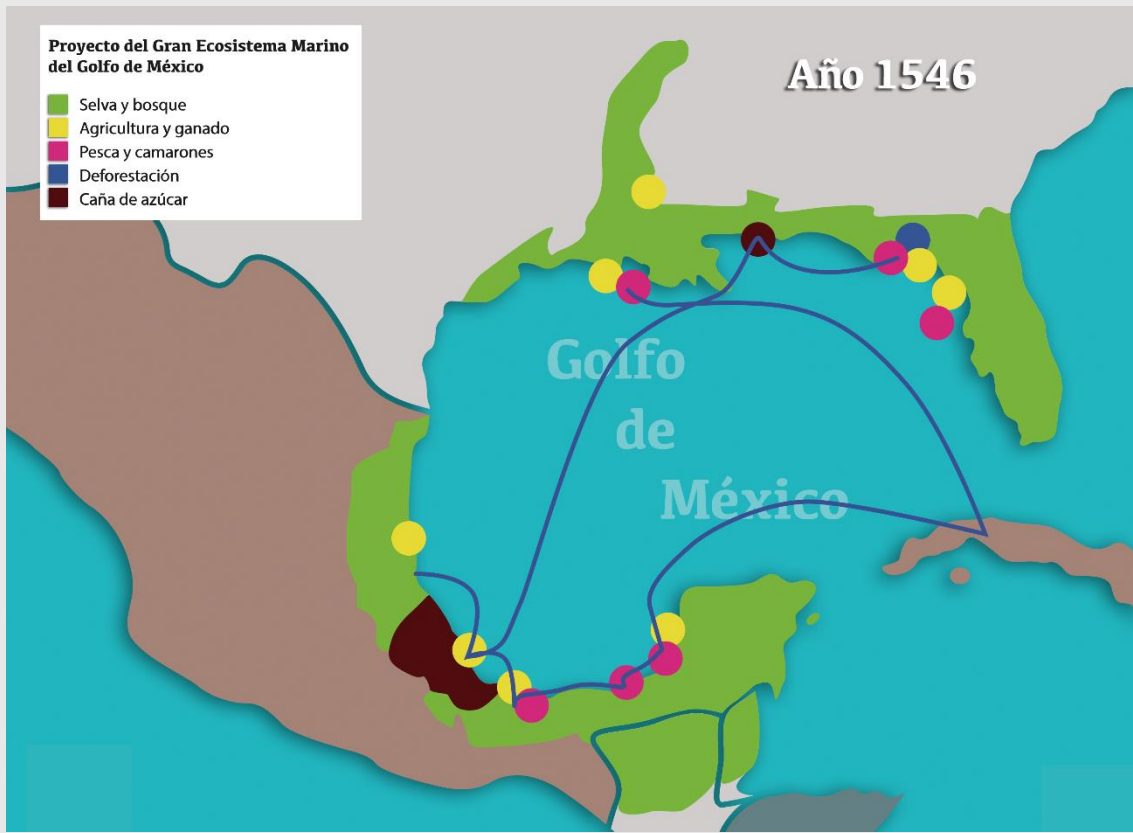 Proyecto del Gran Ecosistema Marino
del Golfo de México
Selva y bosque
Agricultura y ganado
Pesca y camarones
Deforestación
Caña de azúcar
Año 1546
Golfo
de
México